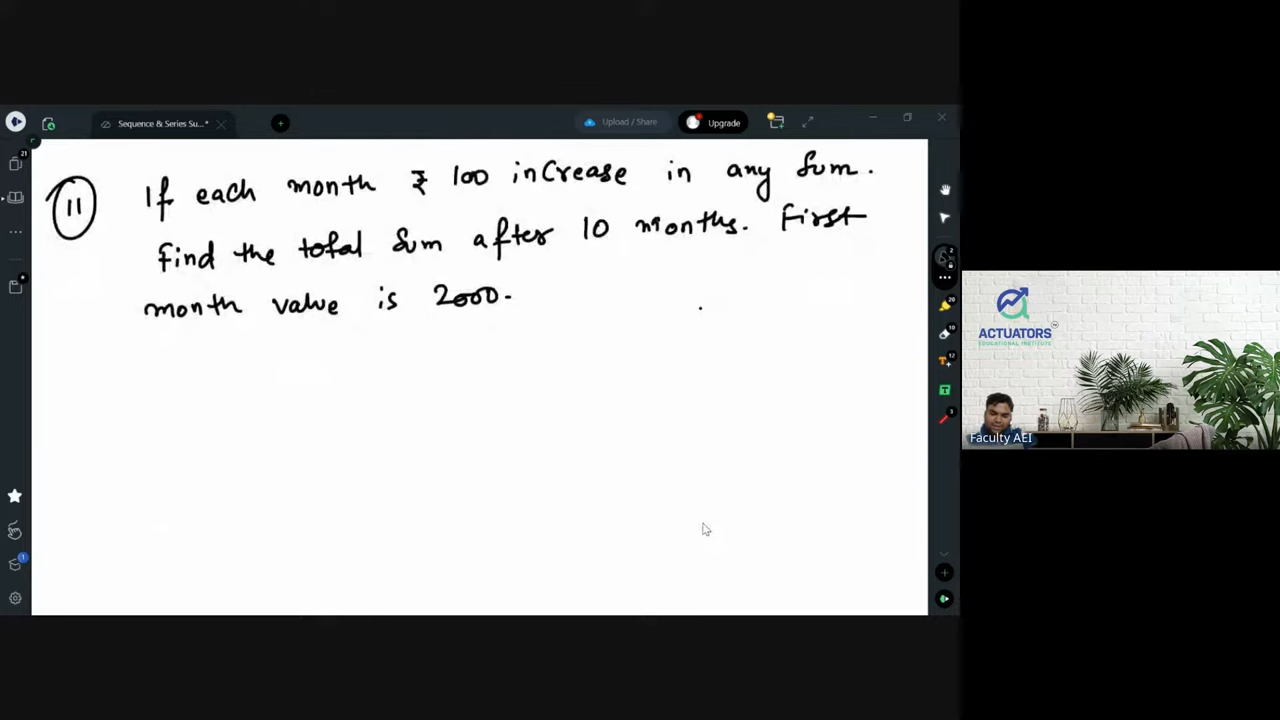 Sequence & Series Su...*
Upload / Share
Upgrade
11 If each month ₹ 100 increase in any Sum.
Find the total Sum after 10 months. First
month value is 2000.
ACTUATORS
EDUCATIONAL INSTITUTE
Faculty AEI